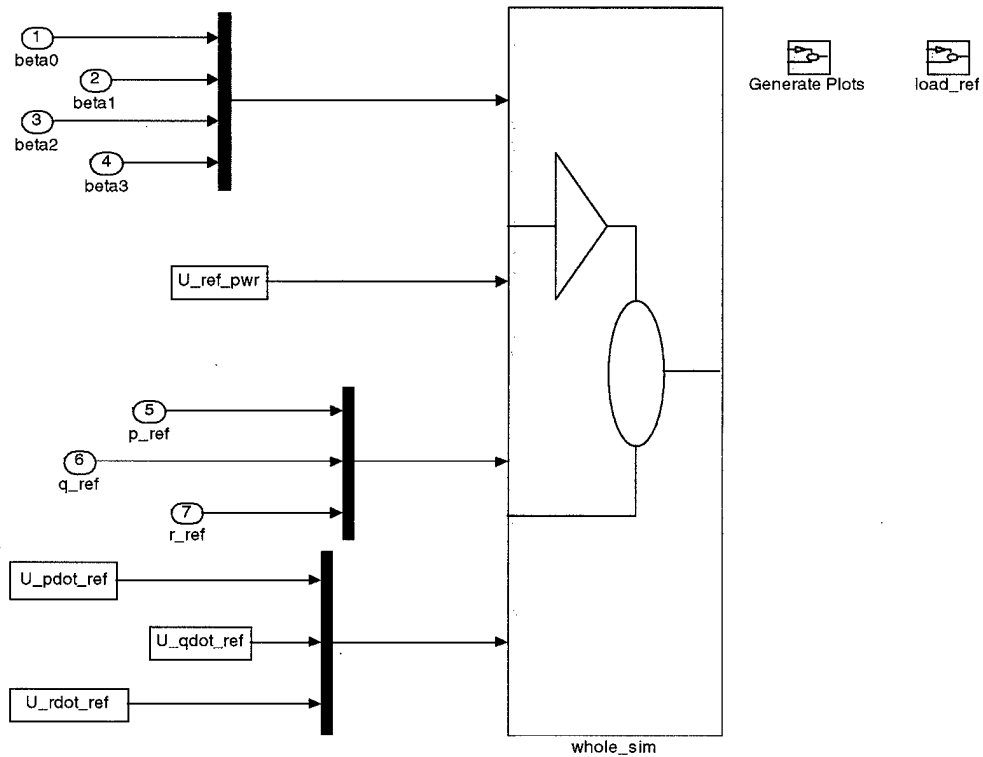 1
beta0
2
beta1
3
beta2
4
beta3
Generate Plots
load_ref
U_ref_pwr
5
p_ref
6
q_ref
7
r_ref
U_pdot_ref
U_qdot_ref
U_rdot_ref
whole_sim